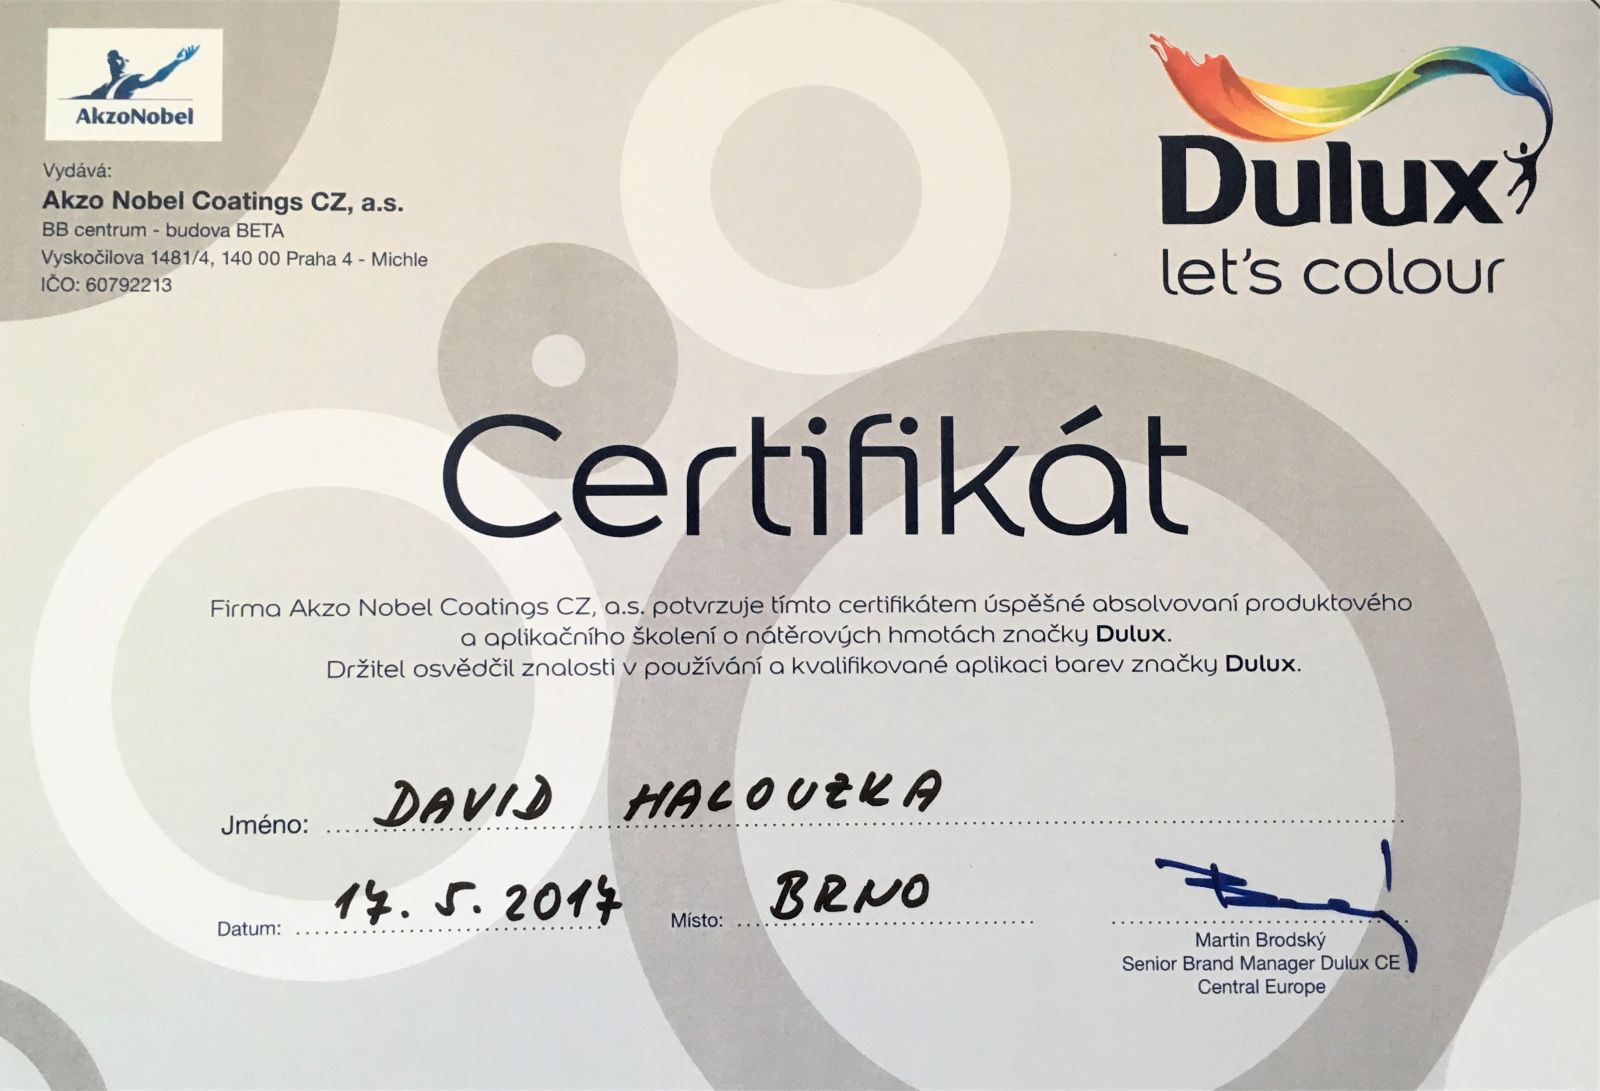 AkzoNobel
Vydává:
Akzo Nobel Coatings CZ, a.s.
BB centrum - budova BETA
Vyskočilova 1481/4, 140 00 Praha 4 - Michle
IČO: 60792213
Dulux
let's colour
Certifikát
Firma Akzo Nobel Coatings CZ, a.s. potvrzuje tímto certifikátem úspěšné absolvovaní produktového
a aplikačního školení o nátěrových hmotách značky Dulux.
Držitel osvědčil znalosti v používání a kvalifikované aplikaci barev značky Dulux.
Jméno: DAVID HALOUZKA
Datum: 17. 5. 2017 Místo: BRNO
Martin Brodský
Senior Brand Manager Dulux CE
Central Europe